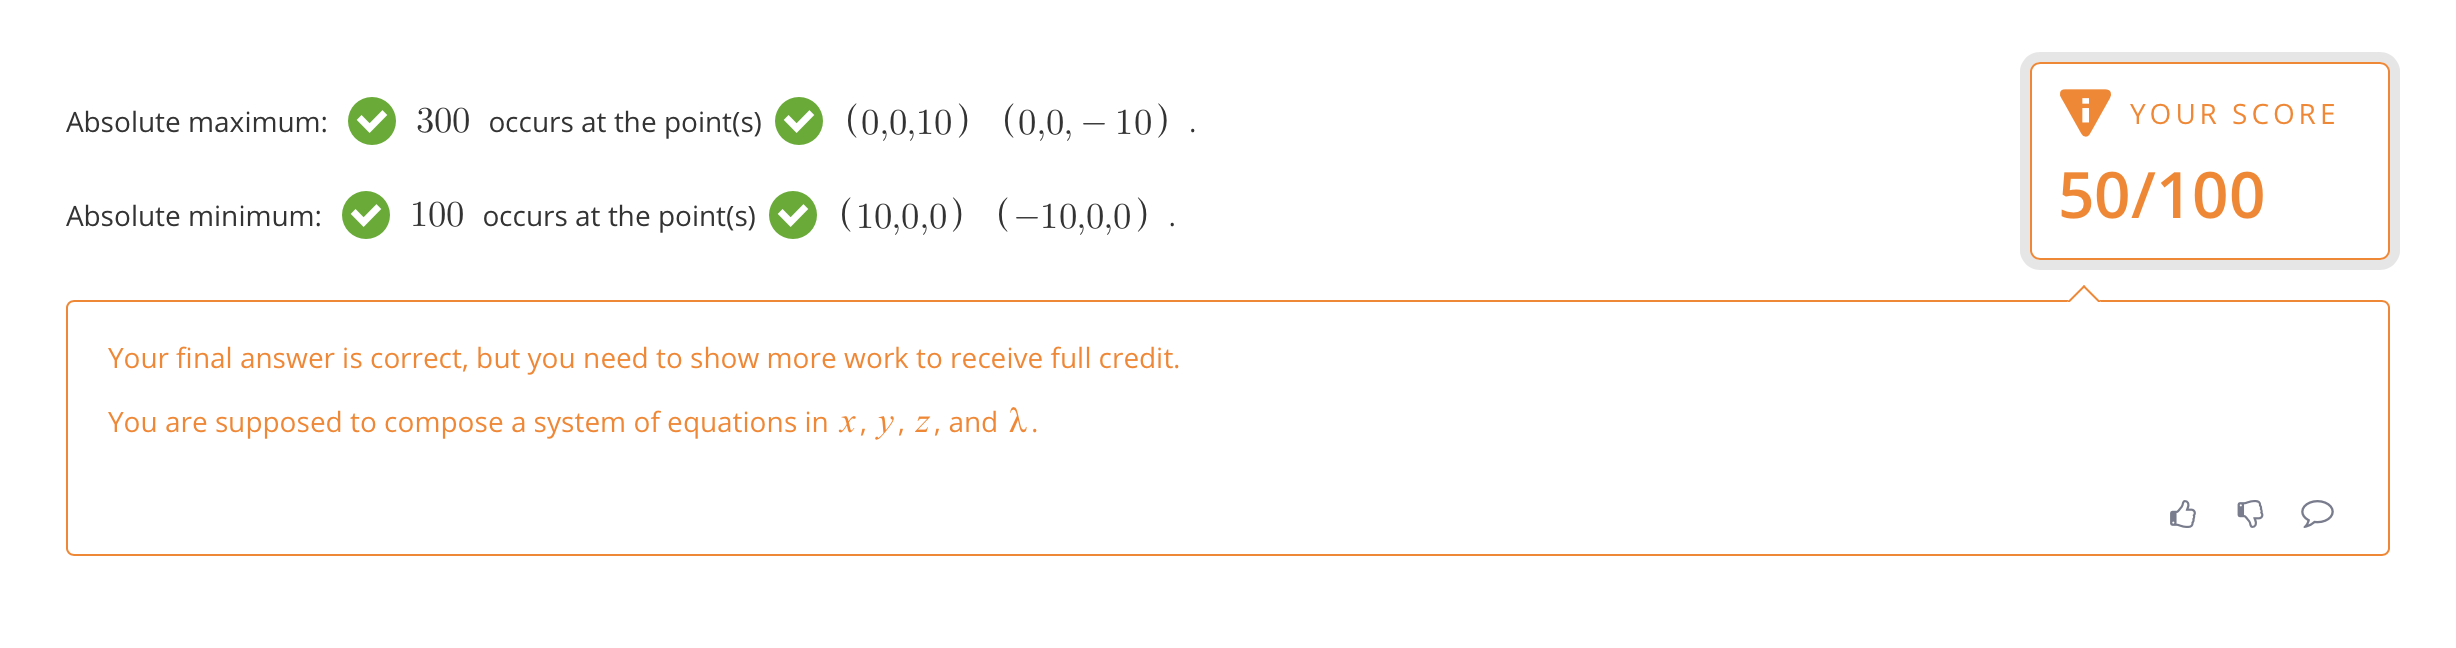 Absolute maximum: 300 occurs at the point(s) (0,0,10) (0,0, − 10) .
YOUR SCORE
50/100
Absolute minimum: 100 occurs at the point(s) (10,0,0) (−10,0,0) .
Your final answer is correct, but you need to show more work to receive full credit.
You are supposed to compose a system of equations in x, y, z, and λ.